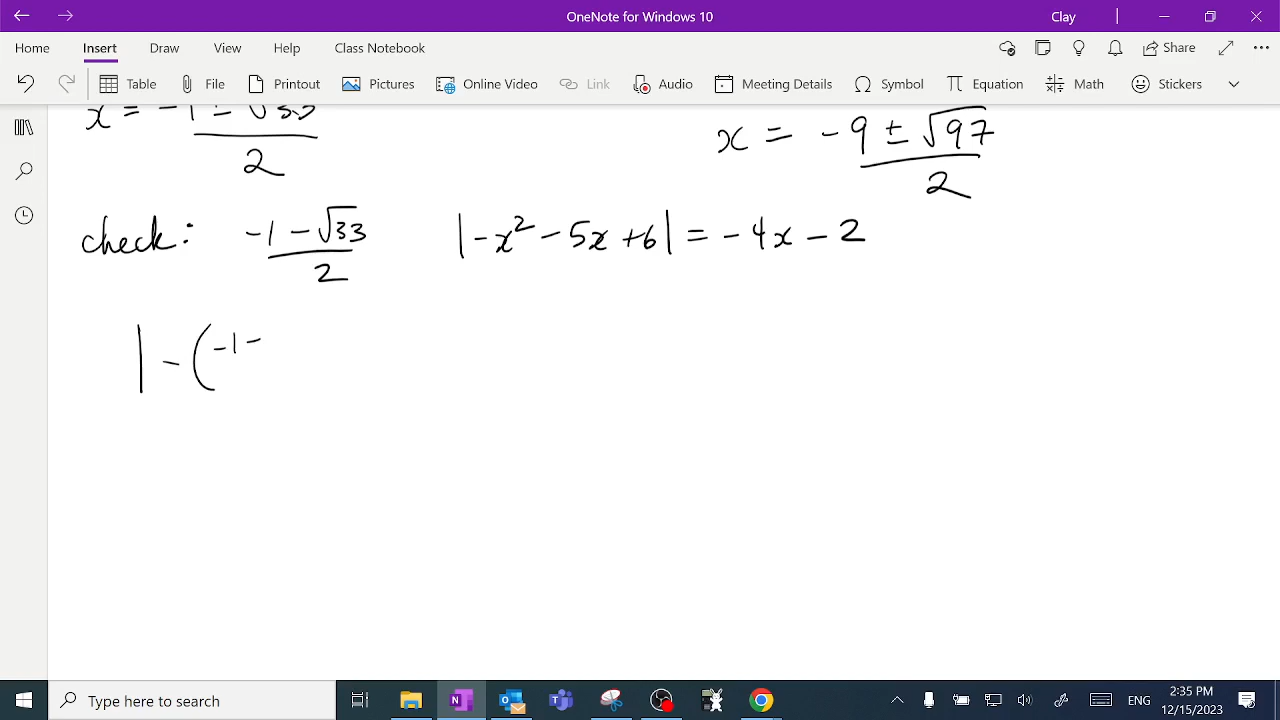 OneNote for Windows 10
Clay
Home Insert Draw View Help Class Notebook Share
Table File Printout Pictures Online Video Link Audio Meeting Details Symbol Equation Math Stickers
x = -1 ± √33
2
x = -9 ± √97
2
check: -1 - √33
2
|-x² - 5x + 6| = -4x - 2
| - ( -1 -
Type here to search
ENG
2:35 PM
12/15/2023